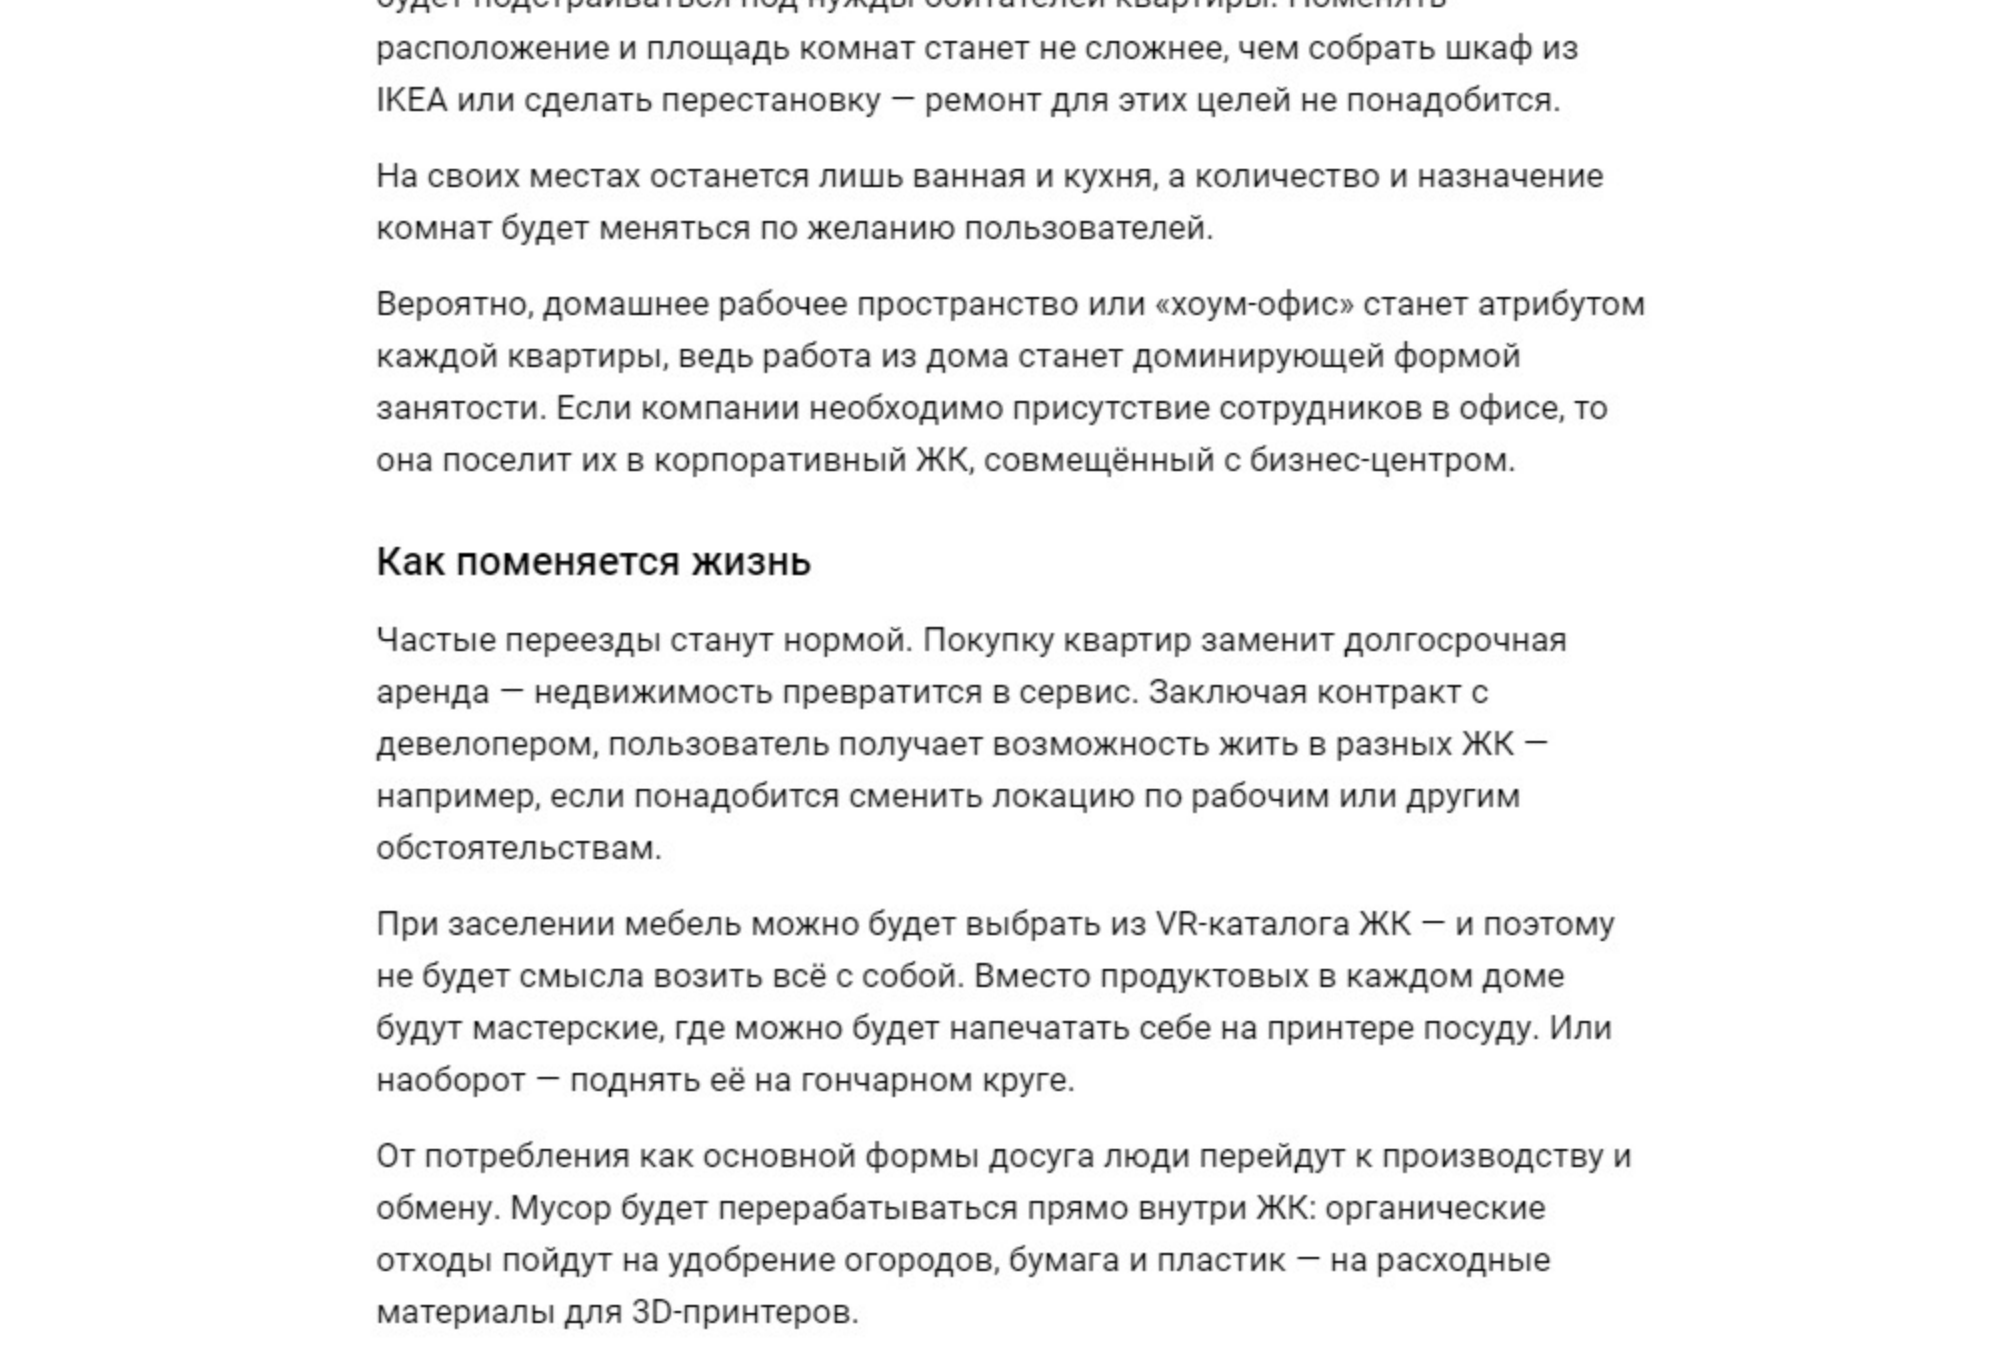 будет подстраиваться под нужды обитателей квартиры. Поменять
расположение и площадь комнат станет не сложнее, чем собрать шкаф из
IKEA или сделать перестановку — ремонт для этих целей не понадобится.
На своих местах останется лишь ванная и кухня, а количество и назначение
комнат будет меняться по желанию пользователей.
Вероятно, домашнее рабочее пространство или «хоум-офис» станет атрибутом
каждой квартиры, ведь работа из дома станет доминирующей формой
занятости. Если компании необходимо присутствие сотрудников в офисе, то
она поселит их в корпоративный ЖК, совмещённый с бизнес-центром.
Как поменяется жизнь
Частые переезды станут нормой. Покупку квартир заменит долгосрочная
аренда — недвижимость превратится в сервис. Заключая контракт с
девелопером, пользователь получает возможность жить в разных ЖК —
например, если понадобится сменить локацию по рабочим или другим
обстоятельствам.
При заселении мебель можно будет выбрать из VR-каталога ЖК — и поэтому
не будет смысла возить всё с собой. Вместо продуктовых в каждом доме
будут мастерские, где можно будет напечатать себе на принтере посуду. Или
наоборот — поднять её на гончарном круге.
От потребления как основной формы досуга люди перейдут к производству и
обмену. Мусор будет перерабатываться прямо внутри ЖК: органические
отходы пойдут на удобрение огородов, бумага и пластик — на расходные
материалы для 3D-принтеров.